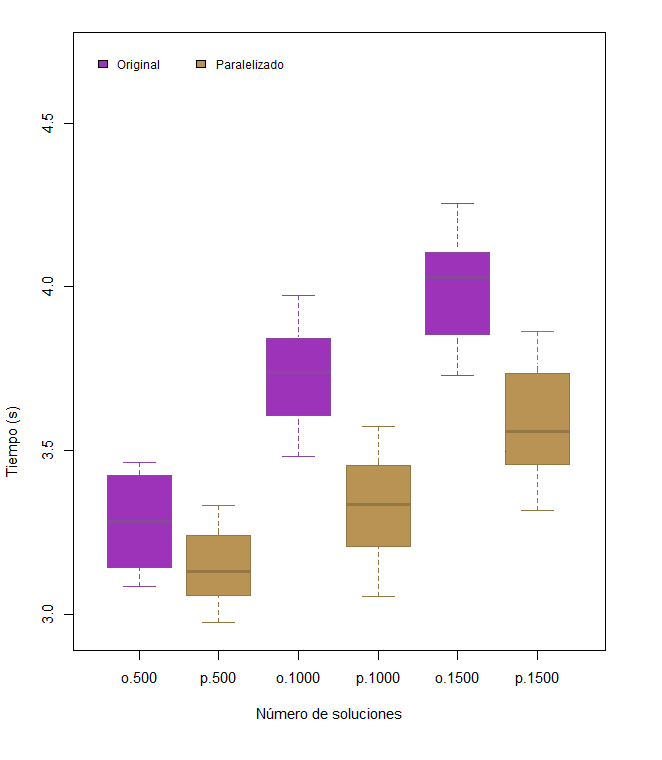 Original Paralelizado
4.5
4.0
3.5
3.0
Tiempo (s)
o.500 p.500 o.1000 p.1000 o.1500 p.1500
Número de soluciones